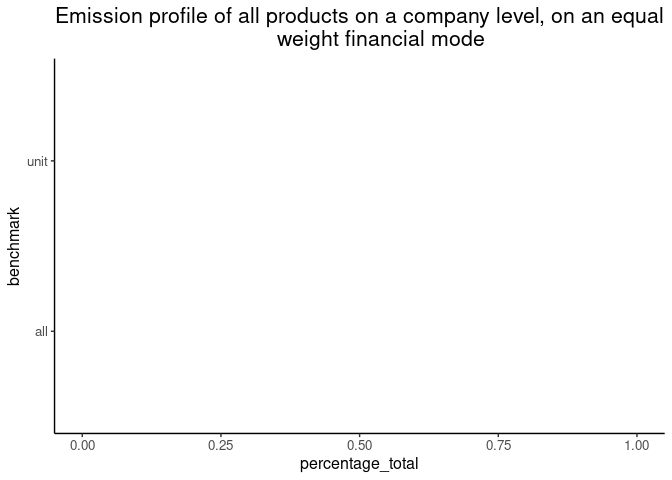 Emission profile of all products on a company level, on an equal
weight financial mode
benchmark
unit
all
0.00 0.25 0.50 0.75 1.00
percentage_total